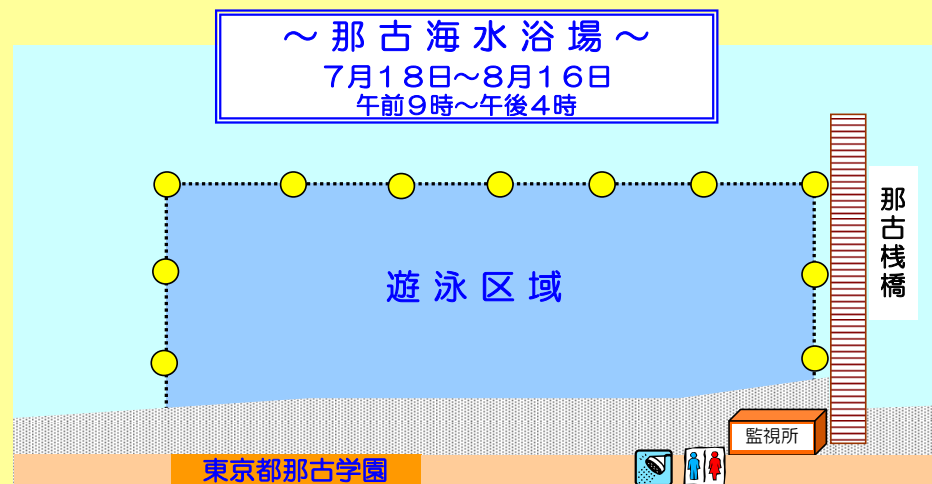 ～那古海水浴場～
７月１８日～８月１６日
午前９時～午後４時
那古桟橋
遊泳区域
監視所
東京都那古学園